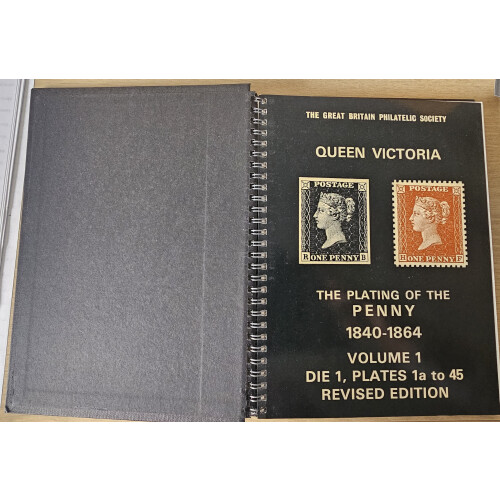 THE GREAT BRITAIN PHILATELIC SOCIETY
QUEEN VICTORIA
POSTAGE
R ONE PENNY B
POSTAGE
H ONE PENNY F
THE PLATING OF THE
PENNY
1840-1864
VOLUME 1
DIE 1, PLATES 1a to 45
REVISED EDITION